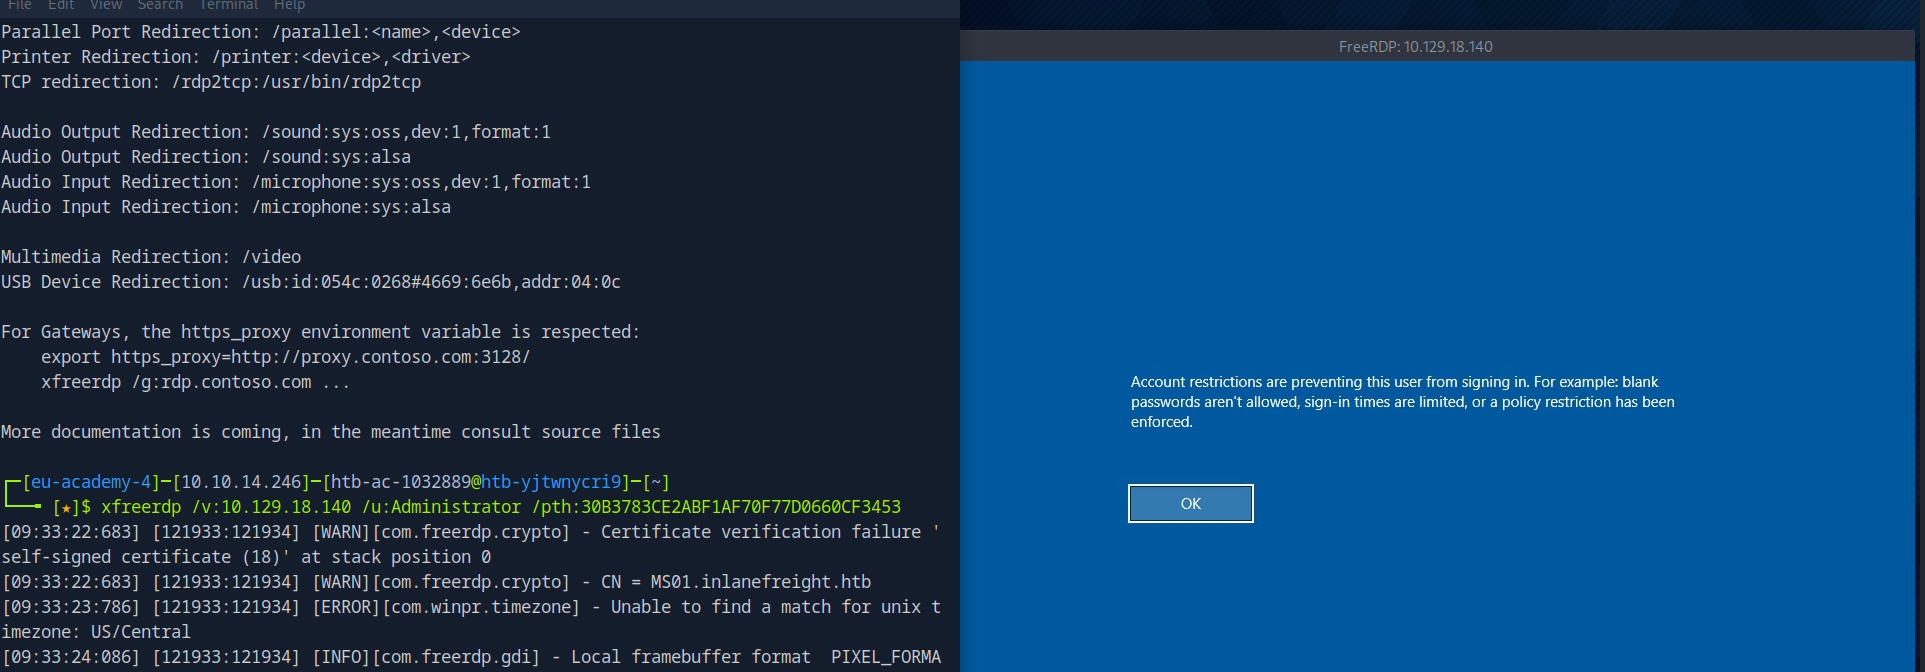 File Edit View Search Terminal Help
Parallel Port Redirection: /parallel:<name>,<device>
Printer Redirection: /printer:<device>,<driver>
TCP redirection: /rdp2tcp:/usr/bin/rdp2tcp
Audio Output Redirection: /sound:sys:oss,dev:1,format:1
Audio Output Redirection: /sound:sys:alsa
Audio Input Redirection: /microphone:sys:oss,dev:1,format:1
Audio Input Redirection: /microphone:sys:alsa
Multimedia Redirection: /video
USB Device Redirection: /usb:id:054c:0268#4669:6e6b,addr:04:0c
For Gateways, the https_proxy environment variable is respected:
    export https_proxy=http://proxy.contoso.com:3128/
    xfreerdp /g:rdp.contoso.com ...
More documentation is coming, in the meantime consult source files
┌─[eu-academy-4]─[10.10.14.246]─[htb-ac-1032889@htb-yjtwnycri9]─[~]
└──╼ [★]$ xfreerdp /v:10.129.18.140 /u:Administrator /pth:30B3783CE2ABF1AF70F77D0660CF3453
[09:33:22:683] [121933:121934] [WARN][com.freerdp.crypto] - Certificate verification failure '
self-signed certificate (18)' at stack position 0
[09:33:22:683] [121933:121934] [WARN][com.freerdp.crypto] - CN = MS01.inlanefreight.htb
[09:33:23:786] [121933:121934] [ERROR][com.winpr.timezone] - Unable to find a match for unix t
imezone: US/Central
[09:33:24:086] [121933:121934] [INFO][com.freerdp.gdi] - Local framebuffer format  PIXEL_FORMA
FreeRDP: 10.129.18.140
Account restrictions are preventing this user from signing in. For example: blank
passwords aren't allowed, sign-in times are limited, or a policy restriction has been
enforced.
OK